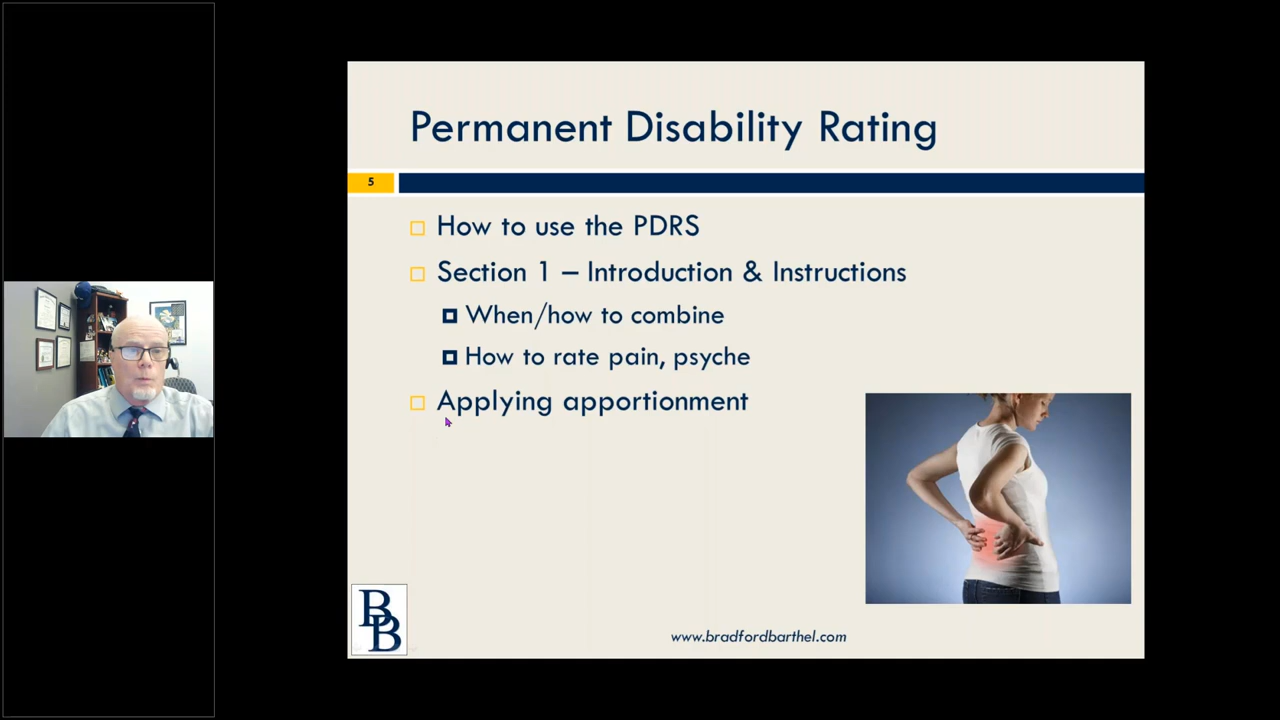 Permanent Disability Rating
5
How to use the PDRS
Section 1 – Introduction & Instructions
When/how to combine
How to rate pain, psyche
Applying apportionment
BB
www.bradfordbarthel.com